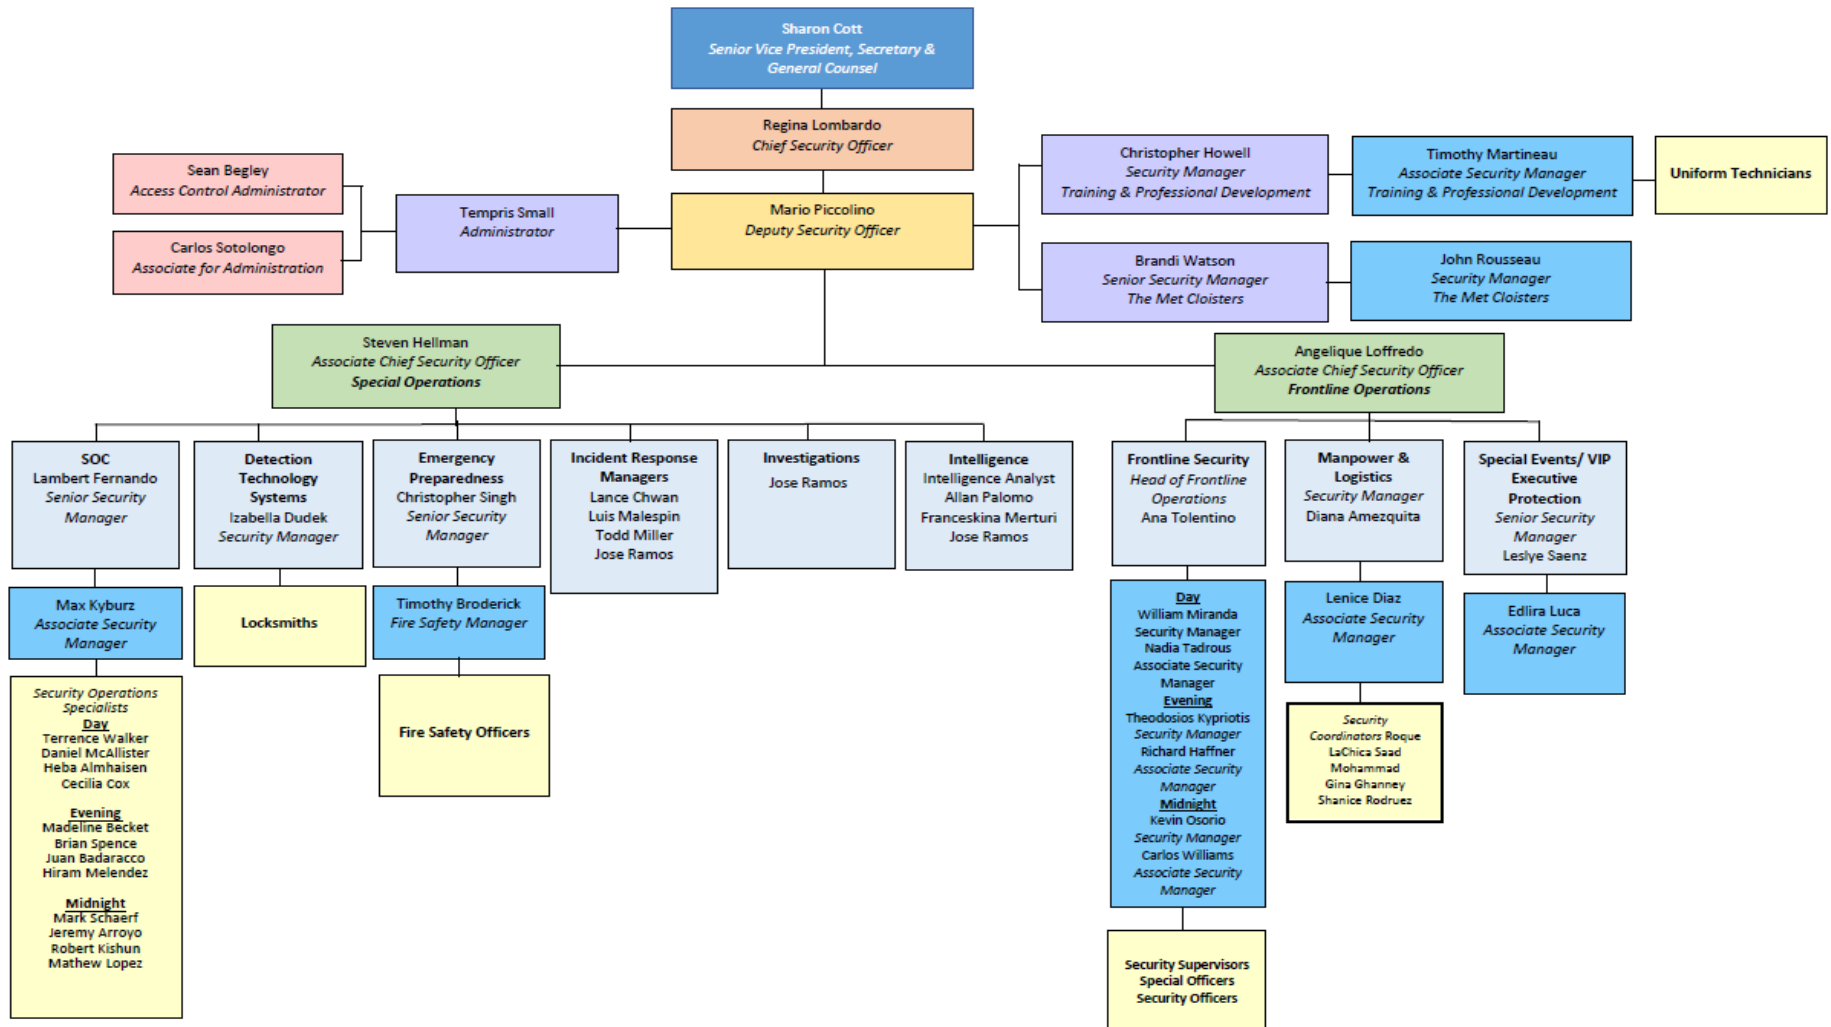 Sharon Cott
Senior Vice President, Secretary &
General Counsel
Regina Lombardo
Chief Security Officer
Sean Begley
Access Control Administrator
Carlos Sotolongo
Associate for Administration
Tempris Small
Administrator
Mario Piccolino
Deputy Security Officer
Christopher Howell
Security Manager
Training & Professional Development
Timothy Martineau
Associate Security Manager
Training & Professional Development
Uniform Technicians
Brandi Watson
Senior Security Manager
The Met Cloisters
John Rousseau
Security Manager
The Met Cloisters
Steven Hellman
Associate Chief Security Officer
Special Operations
Angelique Loffredo
Associate Chief Security Officer
Frontline Operations
SOC
Lambert Fernando
Senior Security
Manager
Detection
Technology
Systems
Izabella Dudek
Security Manager
Emergency
Preparedness
Christopher Singh
Senior Security
Manager
Incident Response
Managers
Lance Chwan
Luis Malespin
Todd Miller
Jose Ramos
Investigations
Jose Ramos
Intelligence
Intelligence Analyst
Allan Palomo
Franceskina Merturi
Jose Ramos
Frontline Security
Head of Frontline
Operations
Ana Tolentino
Manpower &
Logistics
Security Manager
Diana Amezquita
Special Events/ VIP
Executive
Protection
Senior Security
Manager
Leslye Saenz
Max Kyburz
Associate Security
Manager
Locksmiths
Timothy Broderick
Fire Safety Manager
Day
William Miranda
Security Manager
Nadia Tadrous
Associate Security
Manager
Evening
Theodosios Kypriotis
Security Manager
Richard Haffner
Associate Security
Manager
Midnight
Kevin Osorio
Security Manager
Carlos Williams
Associate Security
Manager
Lenice Diaz
Associate Security
Manager
Edlira Luca
Associate Security
Manager
Security Operations
Specialists
Day
Terrence Walker
Daniel McAllister
Heba Almhaisen
Cecilia Cox
Evening
Madeline Becket
Brian Spence
Juan Badaracco
Hiram Melendez
Midnight
Mark Schaerf
Jeremy Arroyo
Robert Kishun
Mathew Lopez
Fire Safety Officers
Security
Coordinators Roque
LaChica Saad
Mohammad
Gina Ghanney
Shanice Rodruez
Security Supervisors
Special Officers
Security Officers